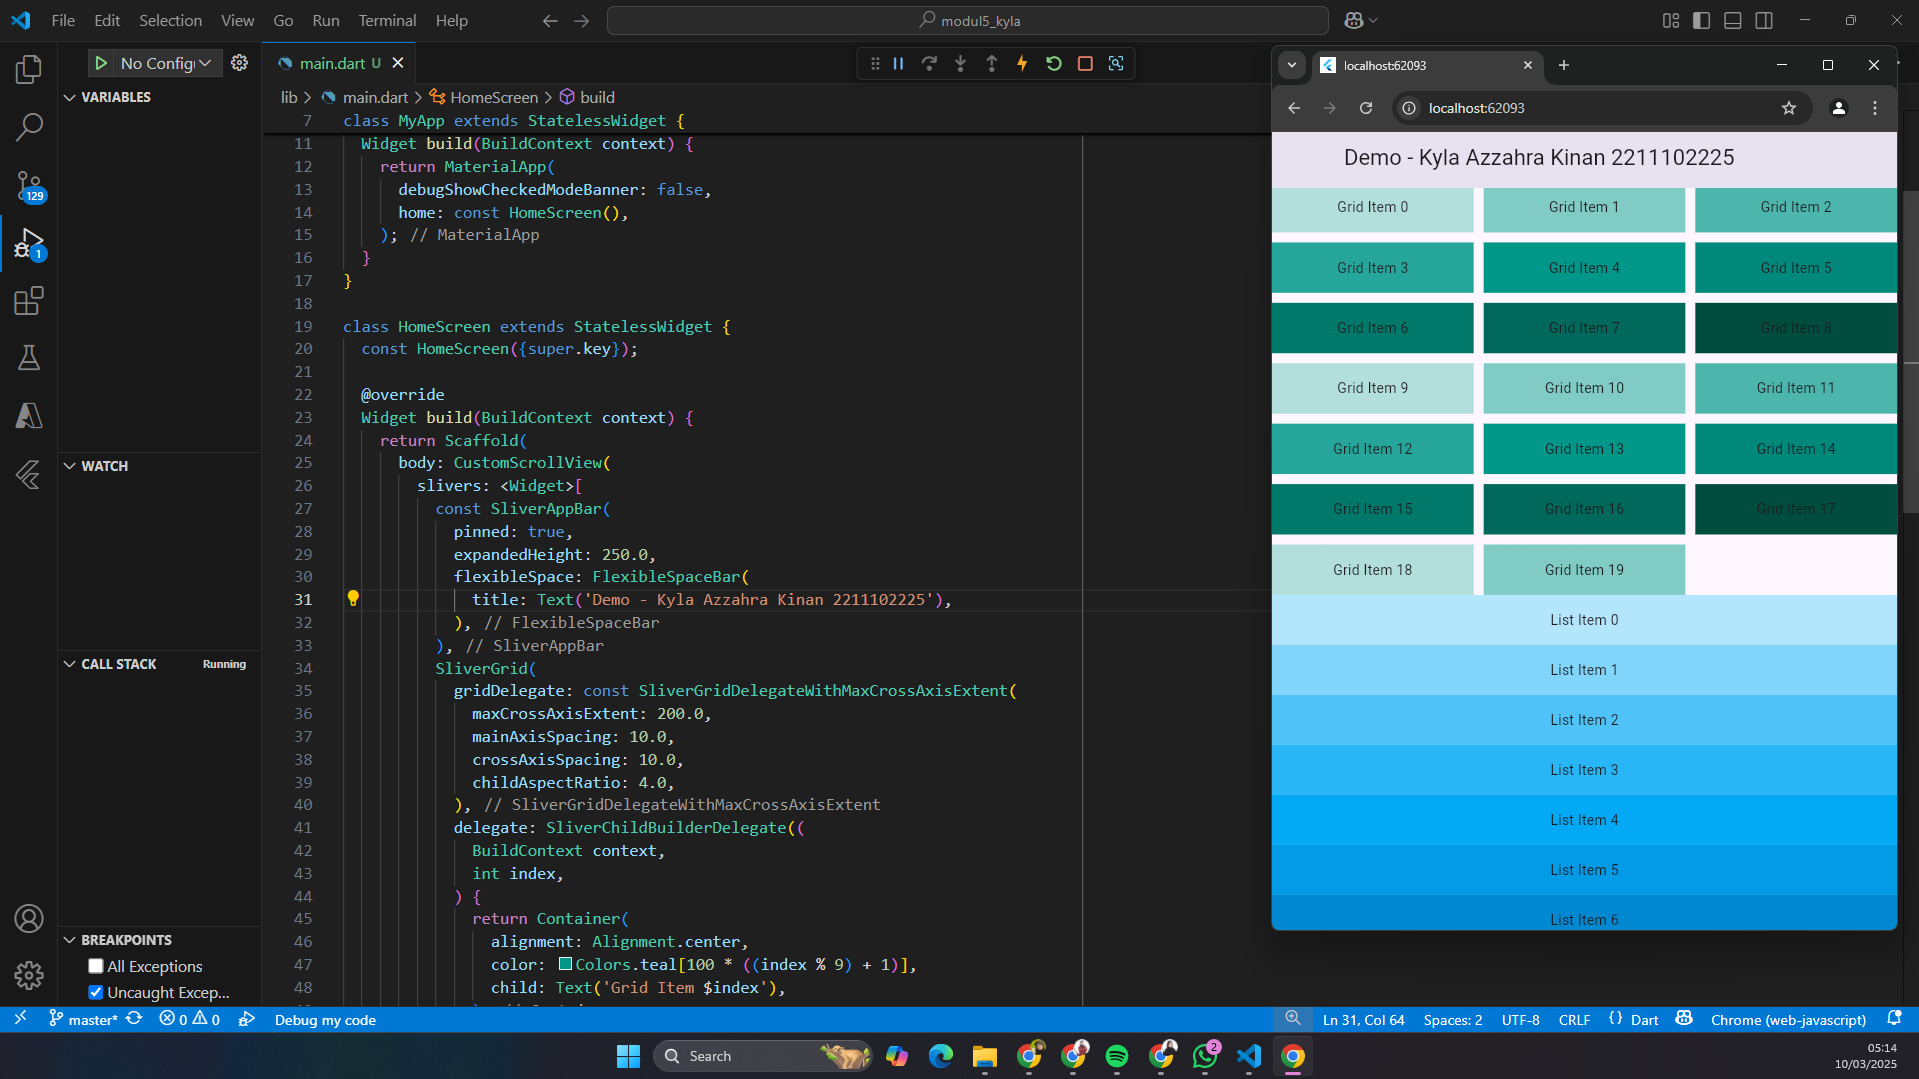 File Edit Selection View Go Run Terminal Help
modul5_kyla
No Config
main.dart U
VARIABLES
WATCH
CALL STACK Running
BREAKPOINTS
All Exceptions
Uncaught Excep...
129
1
lib > main.dart > HomeScreen > build
7 class MyApp extends StatelessWidget {
11 Widget build(BuildContext context) {
12 return MaterialApp(
13 debugShowCheckedModeBanner: false,
14 home: const HomeScreen(),
15 ); // MaterialApp
16 }
17 }
18
19 class HomeScreen extends StatelessWidget {
20 const HomeScreen({super.key});
21
22 @override
23 Widget build(BuildContext context) {
24 return Scaffold(
25 body: CustomScrollView(
26 slivers: <Widget>[
27 const SliverAppBar(
28 pinned: true,
29 expandedHeight: 250.0,
30 flexibleSpace: FlexibleSpaceBar(
31 title: Text('Demo - Kyla Azzahra Kinan 2211102225'),
32 ), // FlexibleSpaceBar
33 ), // SliverAppBar
34 SliverGrid(
35 gridDelegate: const SliverGridDelegateWithMaxCrossAxisExtent(
36 maxCrossAxisExtent: 200.0,
37 mainAxisSpacing: 10.0,
38 crossAxisSpacing: 10.0,
39 childAspectRatio: 4.0,
40 ), // SliverGridDelegateWithMaxCrossAxisExtent
41 delegate: SliverChildBuilderDelegate((
42 BuildContext context,
43 int index,
44 ) {
45 return Container(
46 alignment: Alignment.center,
47 color: Colors.teal[100 * ((index % 9) + 1)],
48 child: Text('Grid Item $index'),
localhost:62093
localhost:62093
Demo - Kyla Azzahra Kinan 2211102225
Grid Item 0 Grid Item 1 Grid Item 2
Grid Item 3 Grid Item 4 Grid Item 5
Grid Item 6 Grid Item 7 Grid Item 8
Grid Item 9 Grid Item 10 Grid Item 11
Grid Item 12 Grid Item 13 Grid Item 14
Grid Item 15 Grid Item 16 Grid Item 17
Grid Item 18 Grid Item 19
List Item 0
List Item 1
List Item 2
List Item 3
List Item 4
List Item 5
List Item 6
master* 0 0 Debug my code Ln 31, Col 64 Spaces: 2 UTF-8 CRLF {} Dart Chrome (web-javascript)
Search
2
05:14
10/03/2025